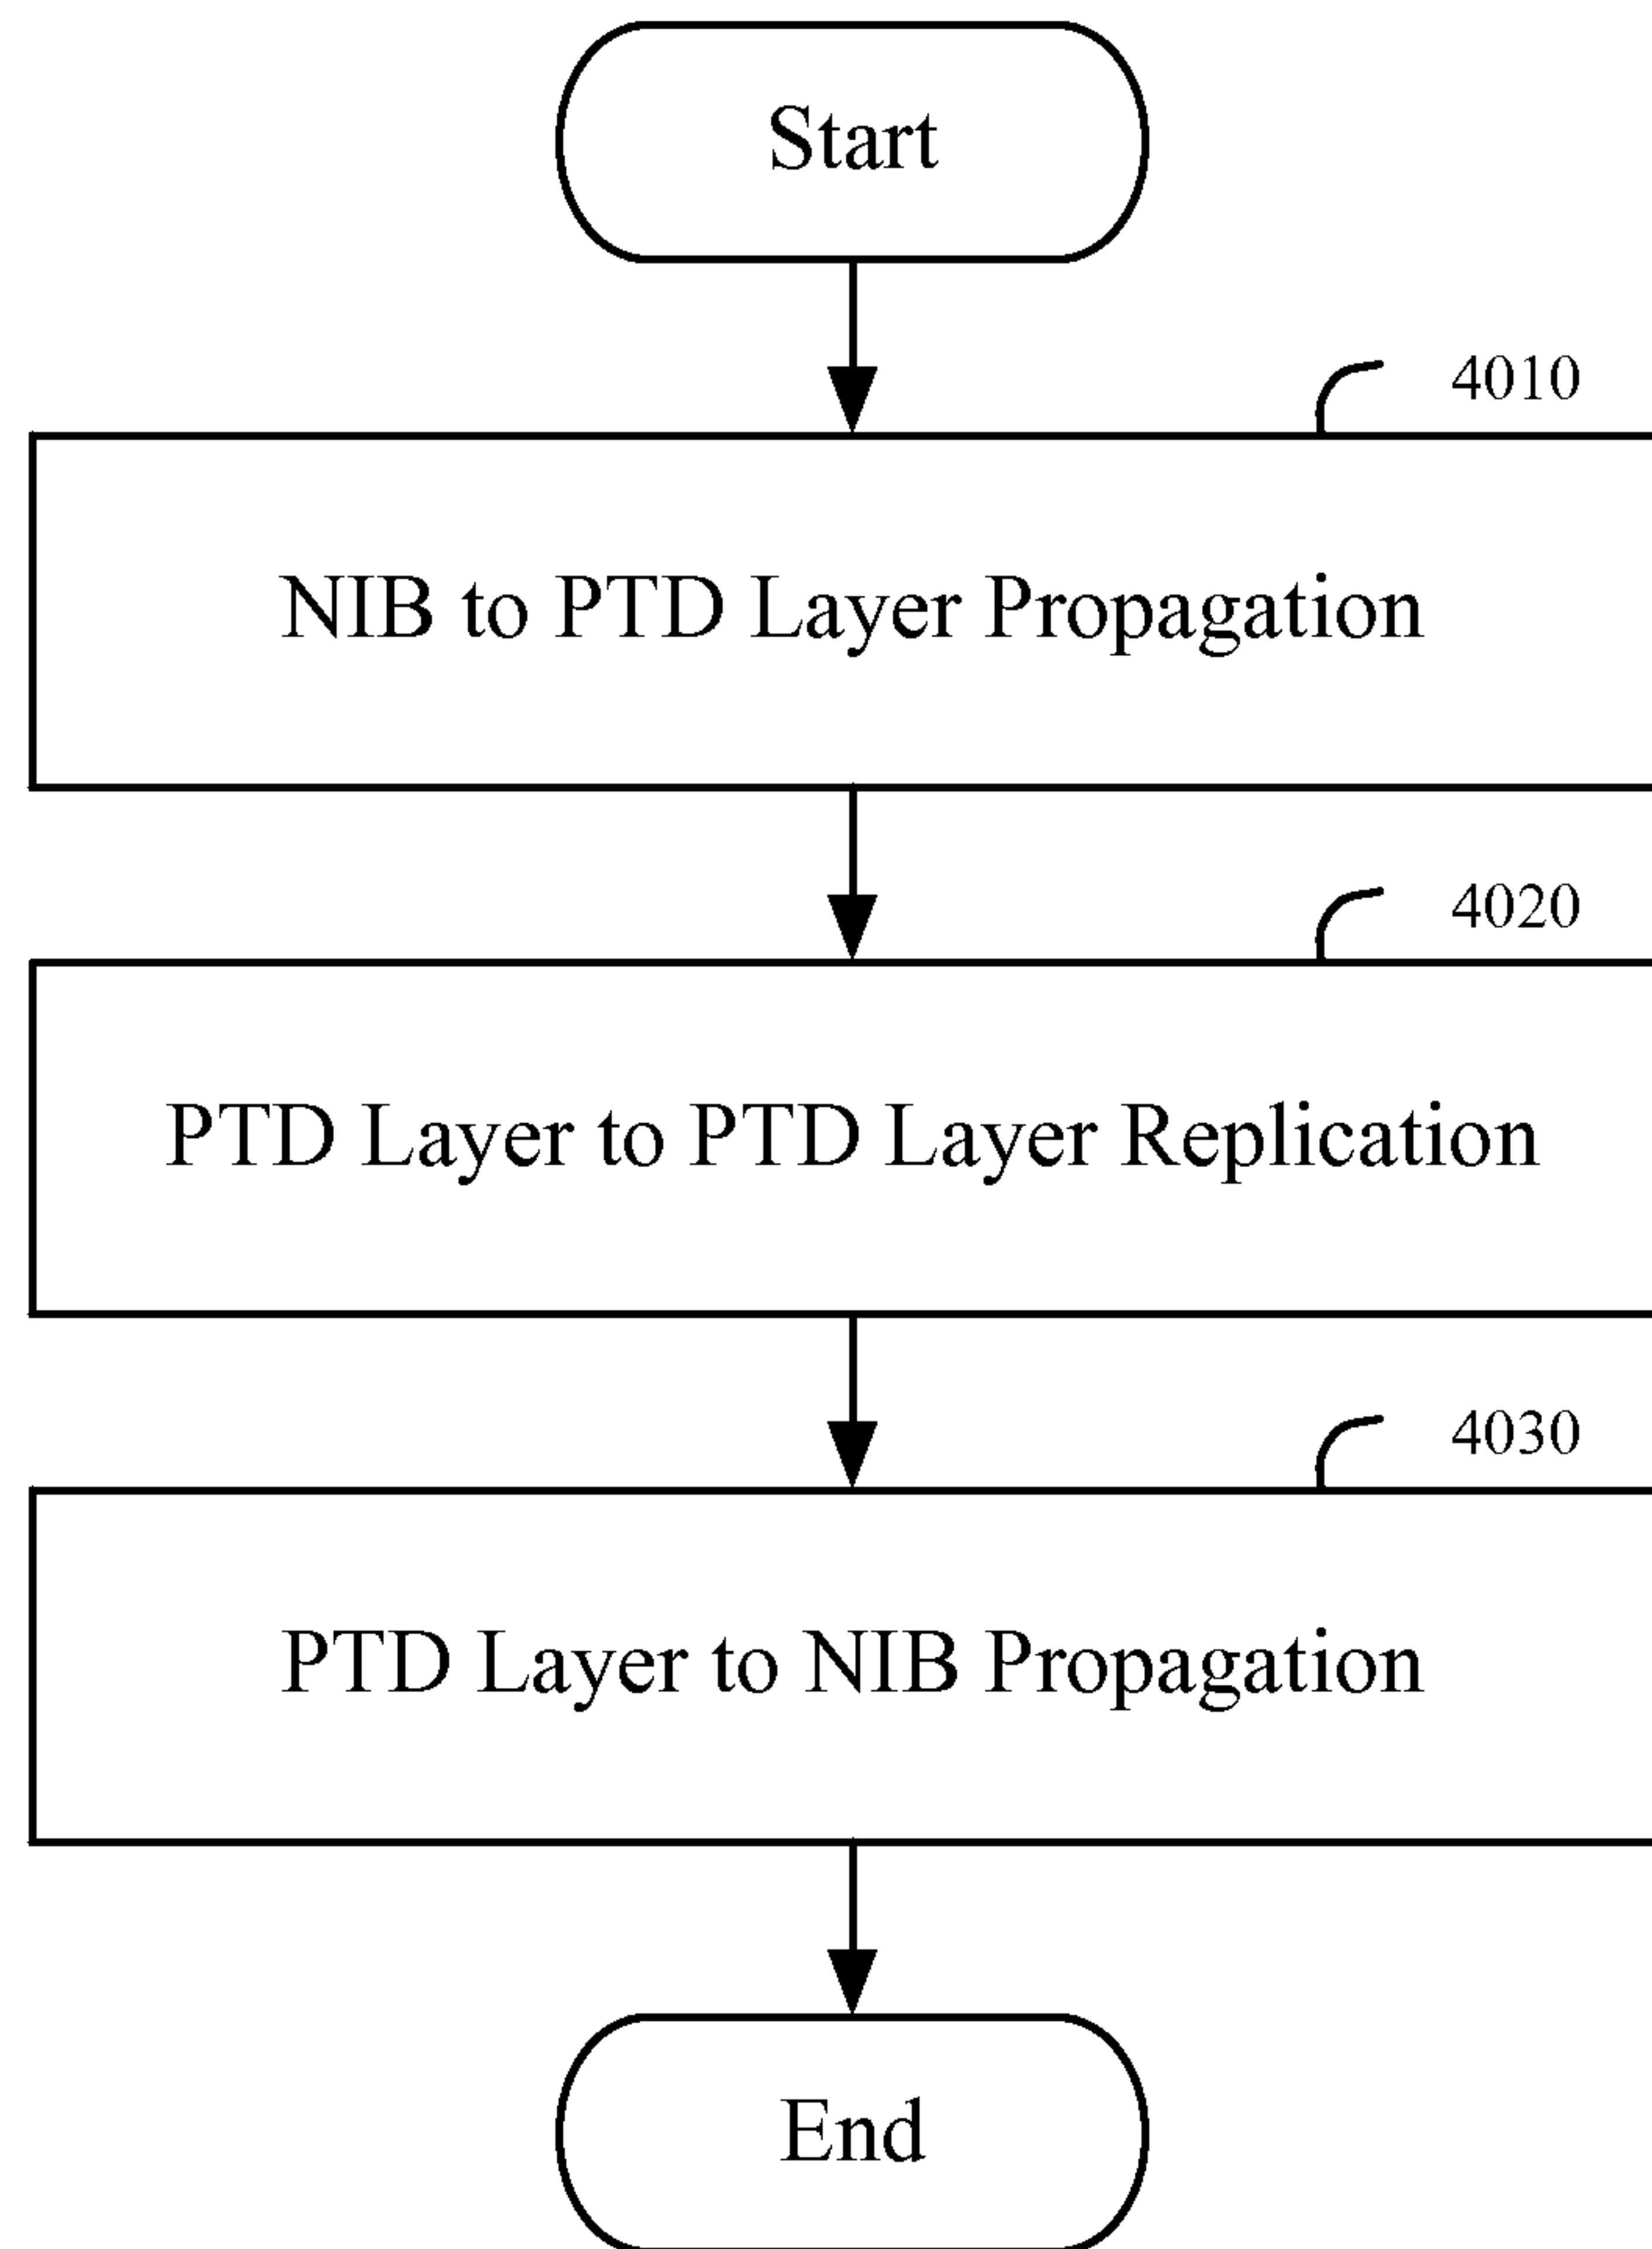 Start
4010
NIB to PTD Layer Propagation
4020
PTD Layer to PTD Layer Replication
4030
PTD Layer to NIB Propagation
End